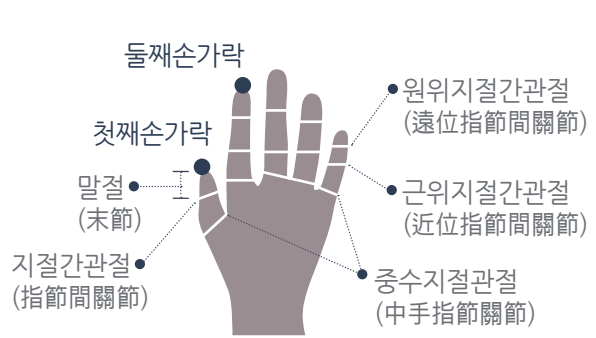 둘째손가락
첫째손가락
말절
(末節)
지절간관절
(指節間關節)
원위지절간관절
(遠位指節間關節)
근위지절간관절
(近位指節間關節)
중수지절관절
(中手指節關節)